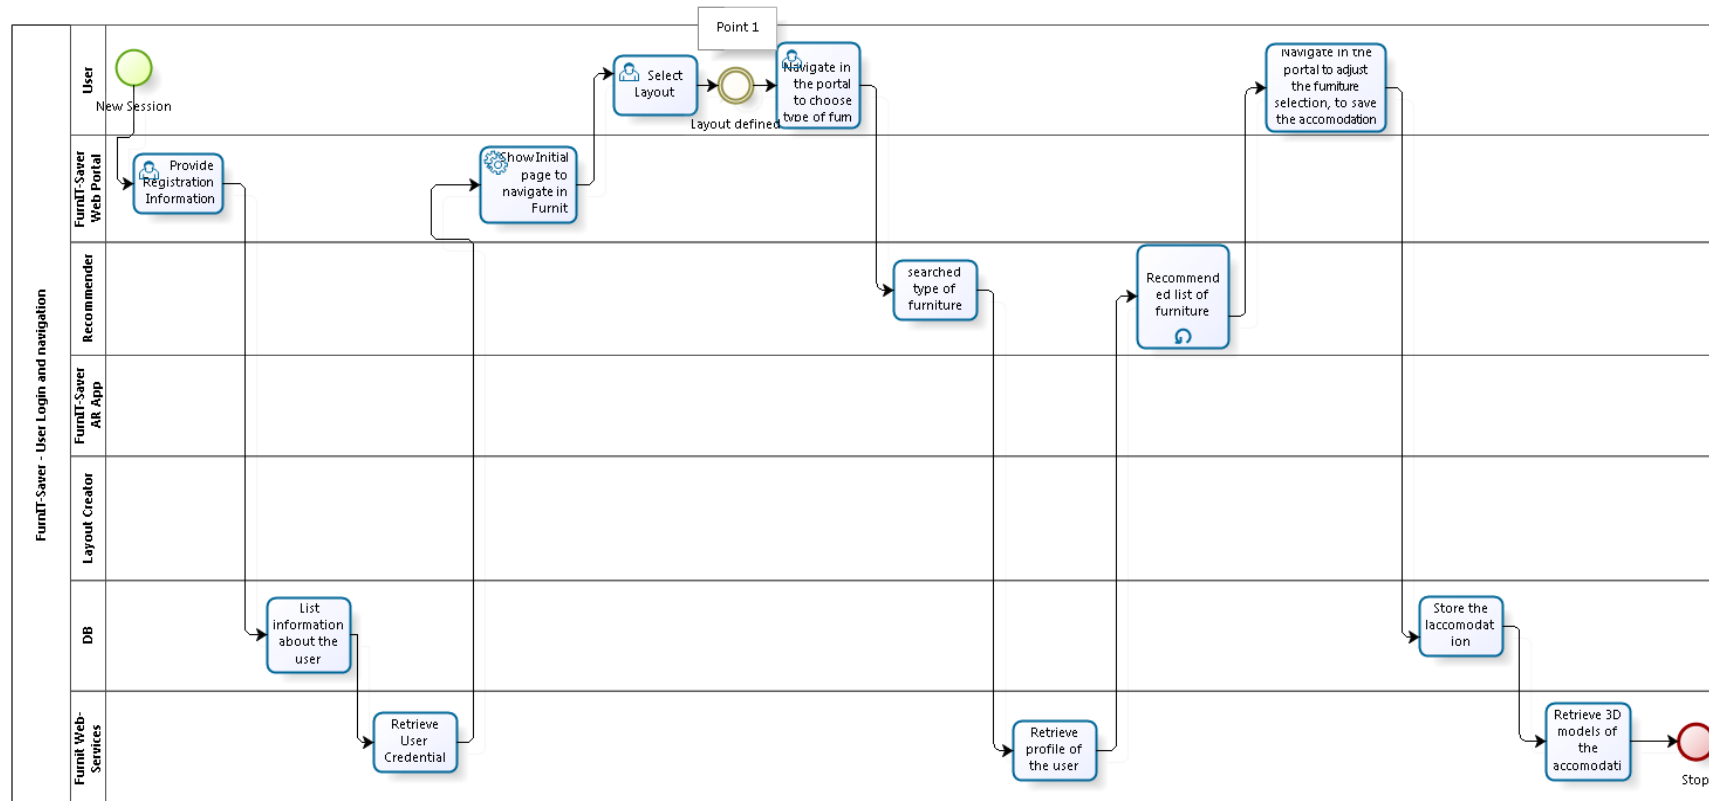 Point 1
FurnIT-Saver - User Login and navigation
User
New Session
Select
Layout
Layout defined
Navigate in
the portal
to choose
type of furn
Navigate in the
portal to adjust
the furniture
selection, to save
the accomodation
FurnIT-Saver
Web Portal
Provide
Registration
Information
Show Initial
page to
navigate in
Furnit
Recommender
searched
type of
furniture
Recommend
ed list of
furniture
FurnIT-Saver
AR App
Layout Creator
DB
List
information
about the
user
Store the
laccomodat
ion
Furnit Web-
Services
Retrieve
User
Credential
Retrieve
profile of
the user
Retrieve 3D
models of
the
accomodati
Stop